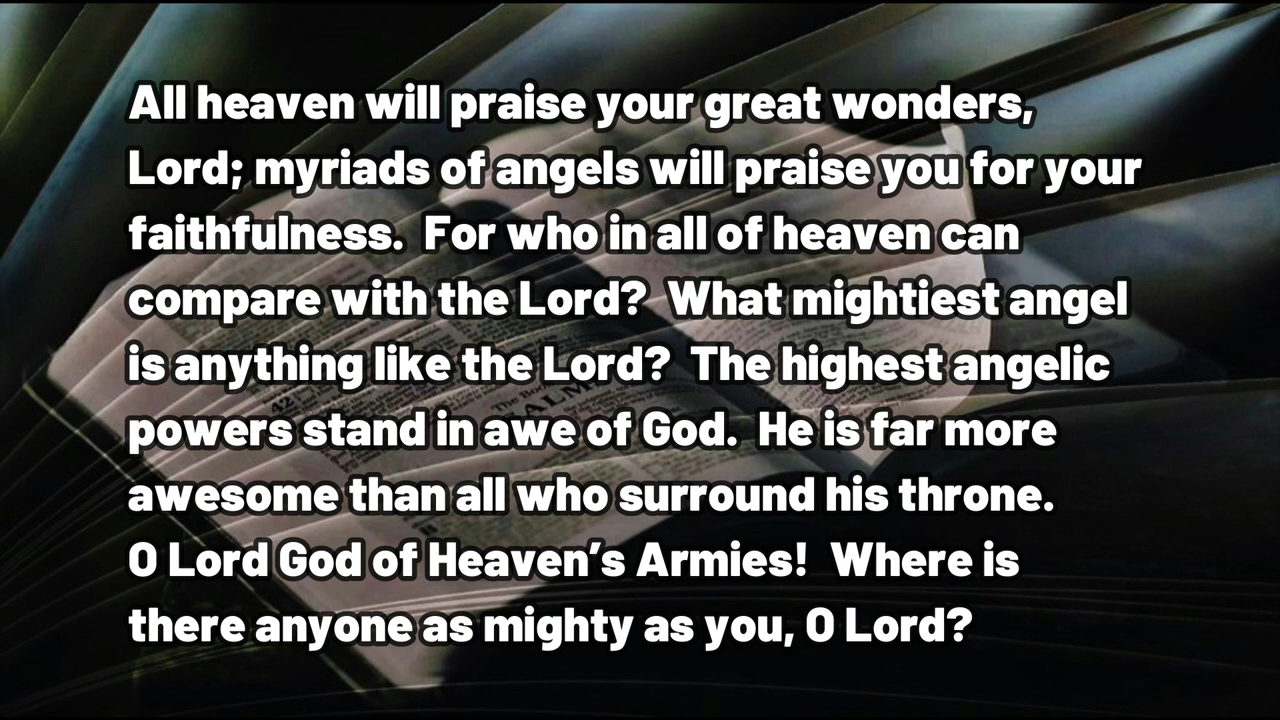 All heaven will praise your great wonders,
Lord; myriads of angels will praise you for your
faithfulness.  For who in all of heaven can
compare with the Lord?  What mightiest angel
is anything like the Lord?  The highest angelic
powers stand in awe of God.  He is far more
awesome than all who surround his throne.
O Lord God of Heaven’s Armies!  Where is
there anyone as mighty as you, O Lord?
42